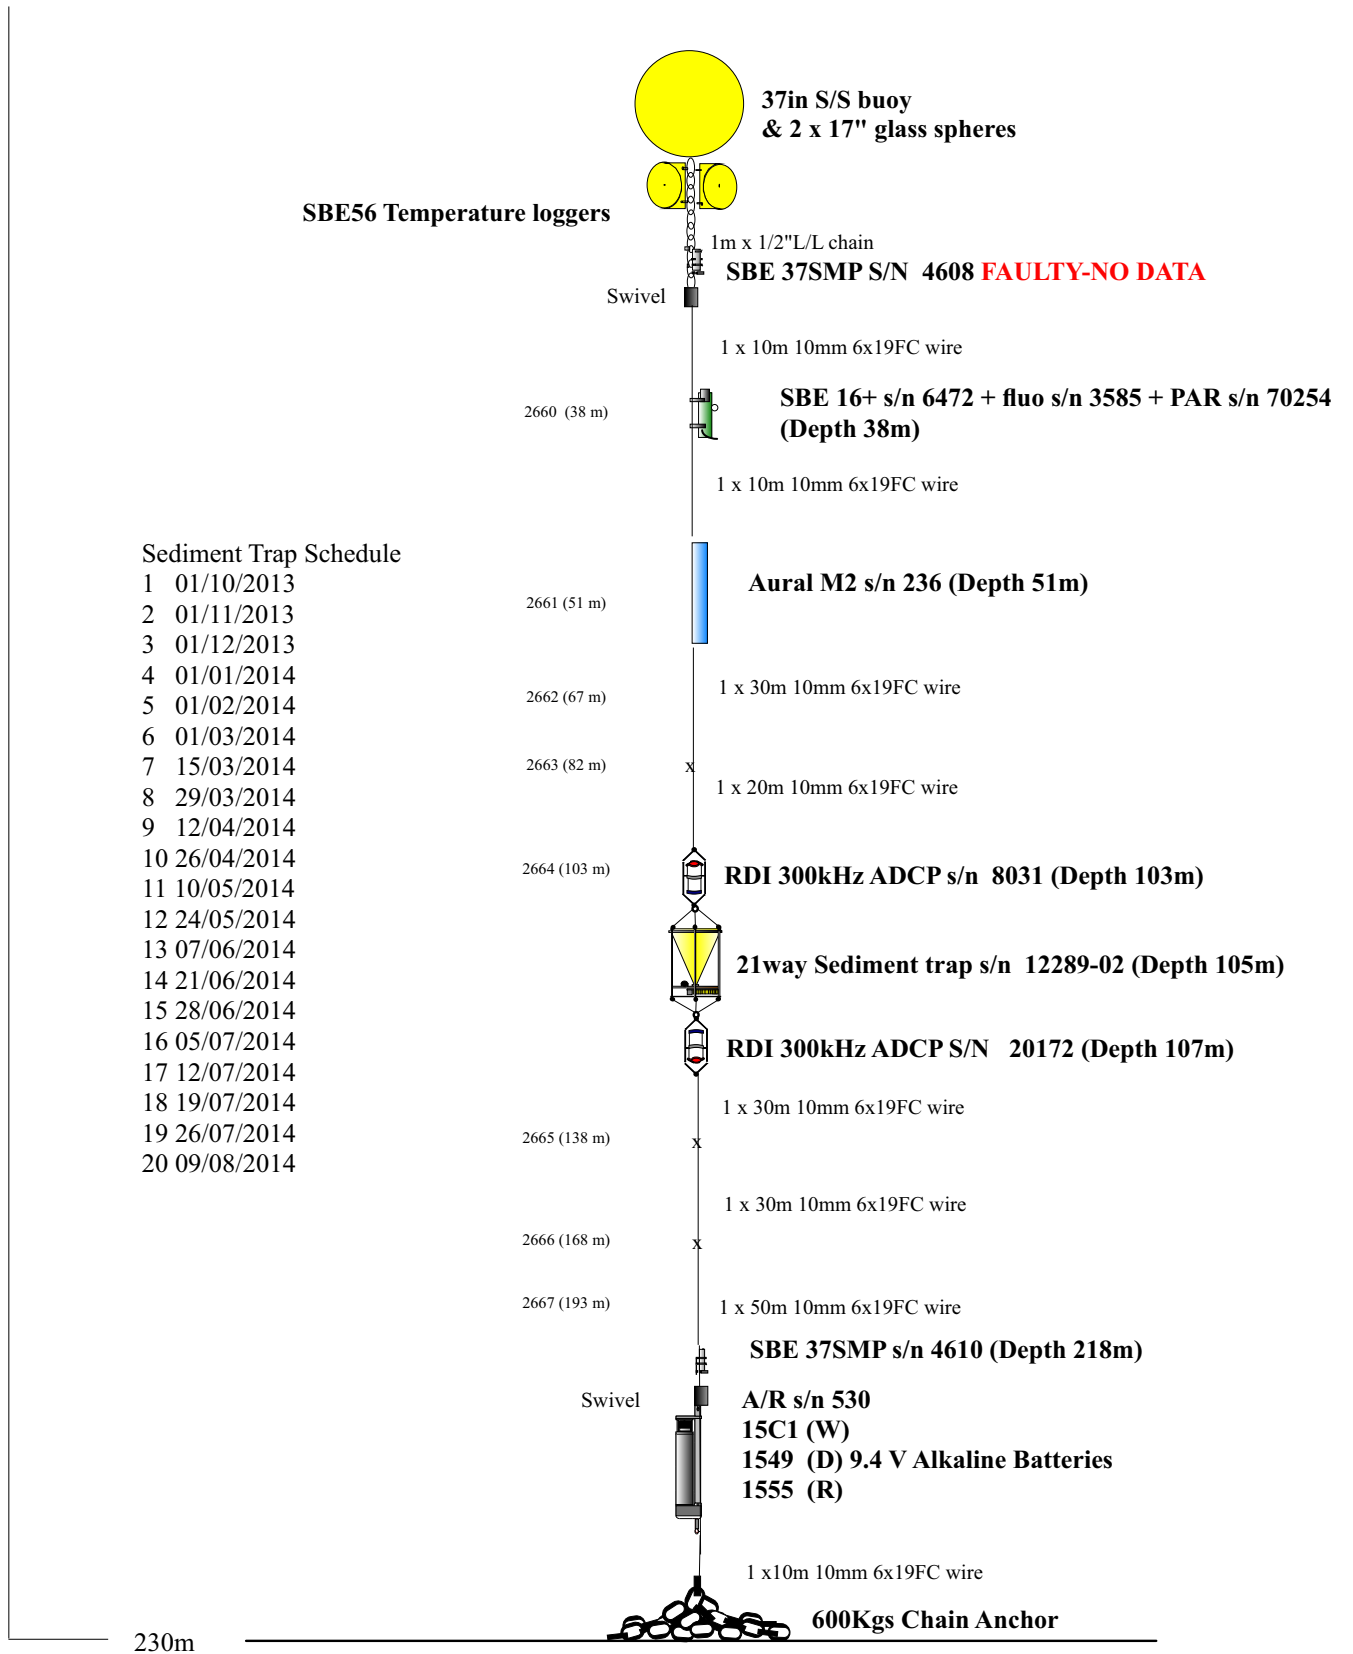 37in S/S buoy
& 2 x 17" glass spheres
SBE56 Temperature loggers
1m x 1/2"L/L chain
SBE 37SMP S/N 4608 FAULTY-NO DATA
Swivel
1 x 10m 10mm 6x19FC wire
SBE 16+ s/n 6472 + fluo s/n 3585 + PAR s/n 70254
(Depth 38m)
2660 (38 m)
1 x 10m 10mm 6x19FC wire
Sediment Trap Schedule
1 01/10/2013
2 01/11/2013
3 01/12/2013
4 01/01/2014
5 01/02/2014
6 01/03/2014
7 15/03/2014
8 29/03/2014
9 12/04/2014
10 26/04/2014
11 10/05/2014
12 24/05/2014
13 07/06/2014
14 21/06/2014
15 28/06/2014
16 05/07/2014
17 12/07/2014
18 19/07/2014
19 26/07/2014
20 09/08/2014
Aural M2 s/n 236 (Depth 51m)
2661 (51 m)
1 x 30m 10mm 6x19FC wire
2662 (67 m)
2663 (82 m)
x
1 x 20m 10mm 6x19FC wire
2664 (103 m)
RDI 300kHz ADCP s/n 8031 (Depth 103m)
21way Sediment trap s/n 12289-02 (Depth 105m)
RDI 300kHz ADCP S/N 20172 (Depth 107m)
1 x 30m 10mm 6x19FC wire
2665 (138 m)
x
1 x 30m 10mm 6x19FC wire
2666 (168 m)
x
2667 (193 m)
1 x 50m 10mm 6x19FC wire
SBE 37SMP s/n 4610 (Depth 218m)
Swivel
A/R s/n 530
15C1 (W)
1549 (D) 9.4 V Alkaline Batteries
1555 (R)
1 x10m 10mm 6x19FC wire
600Kgs Chain Anchor
230m